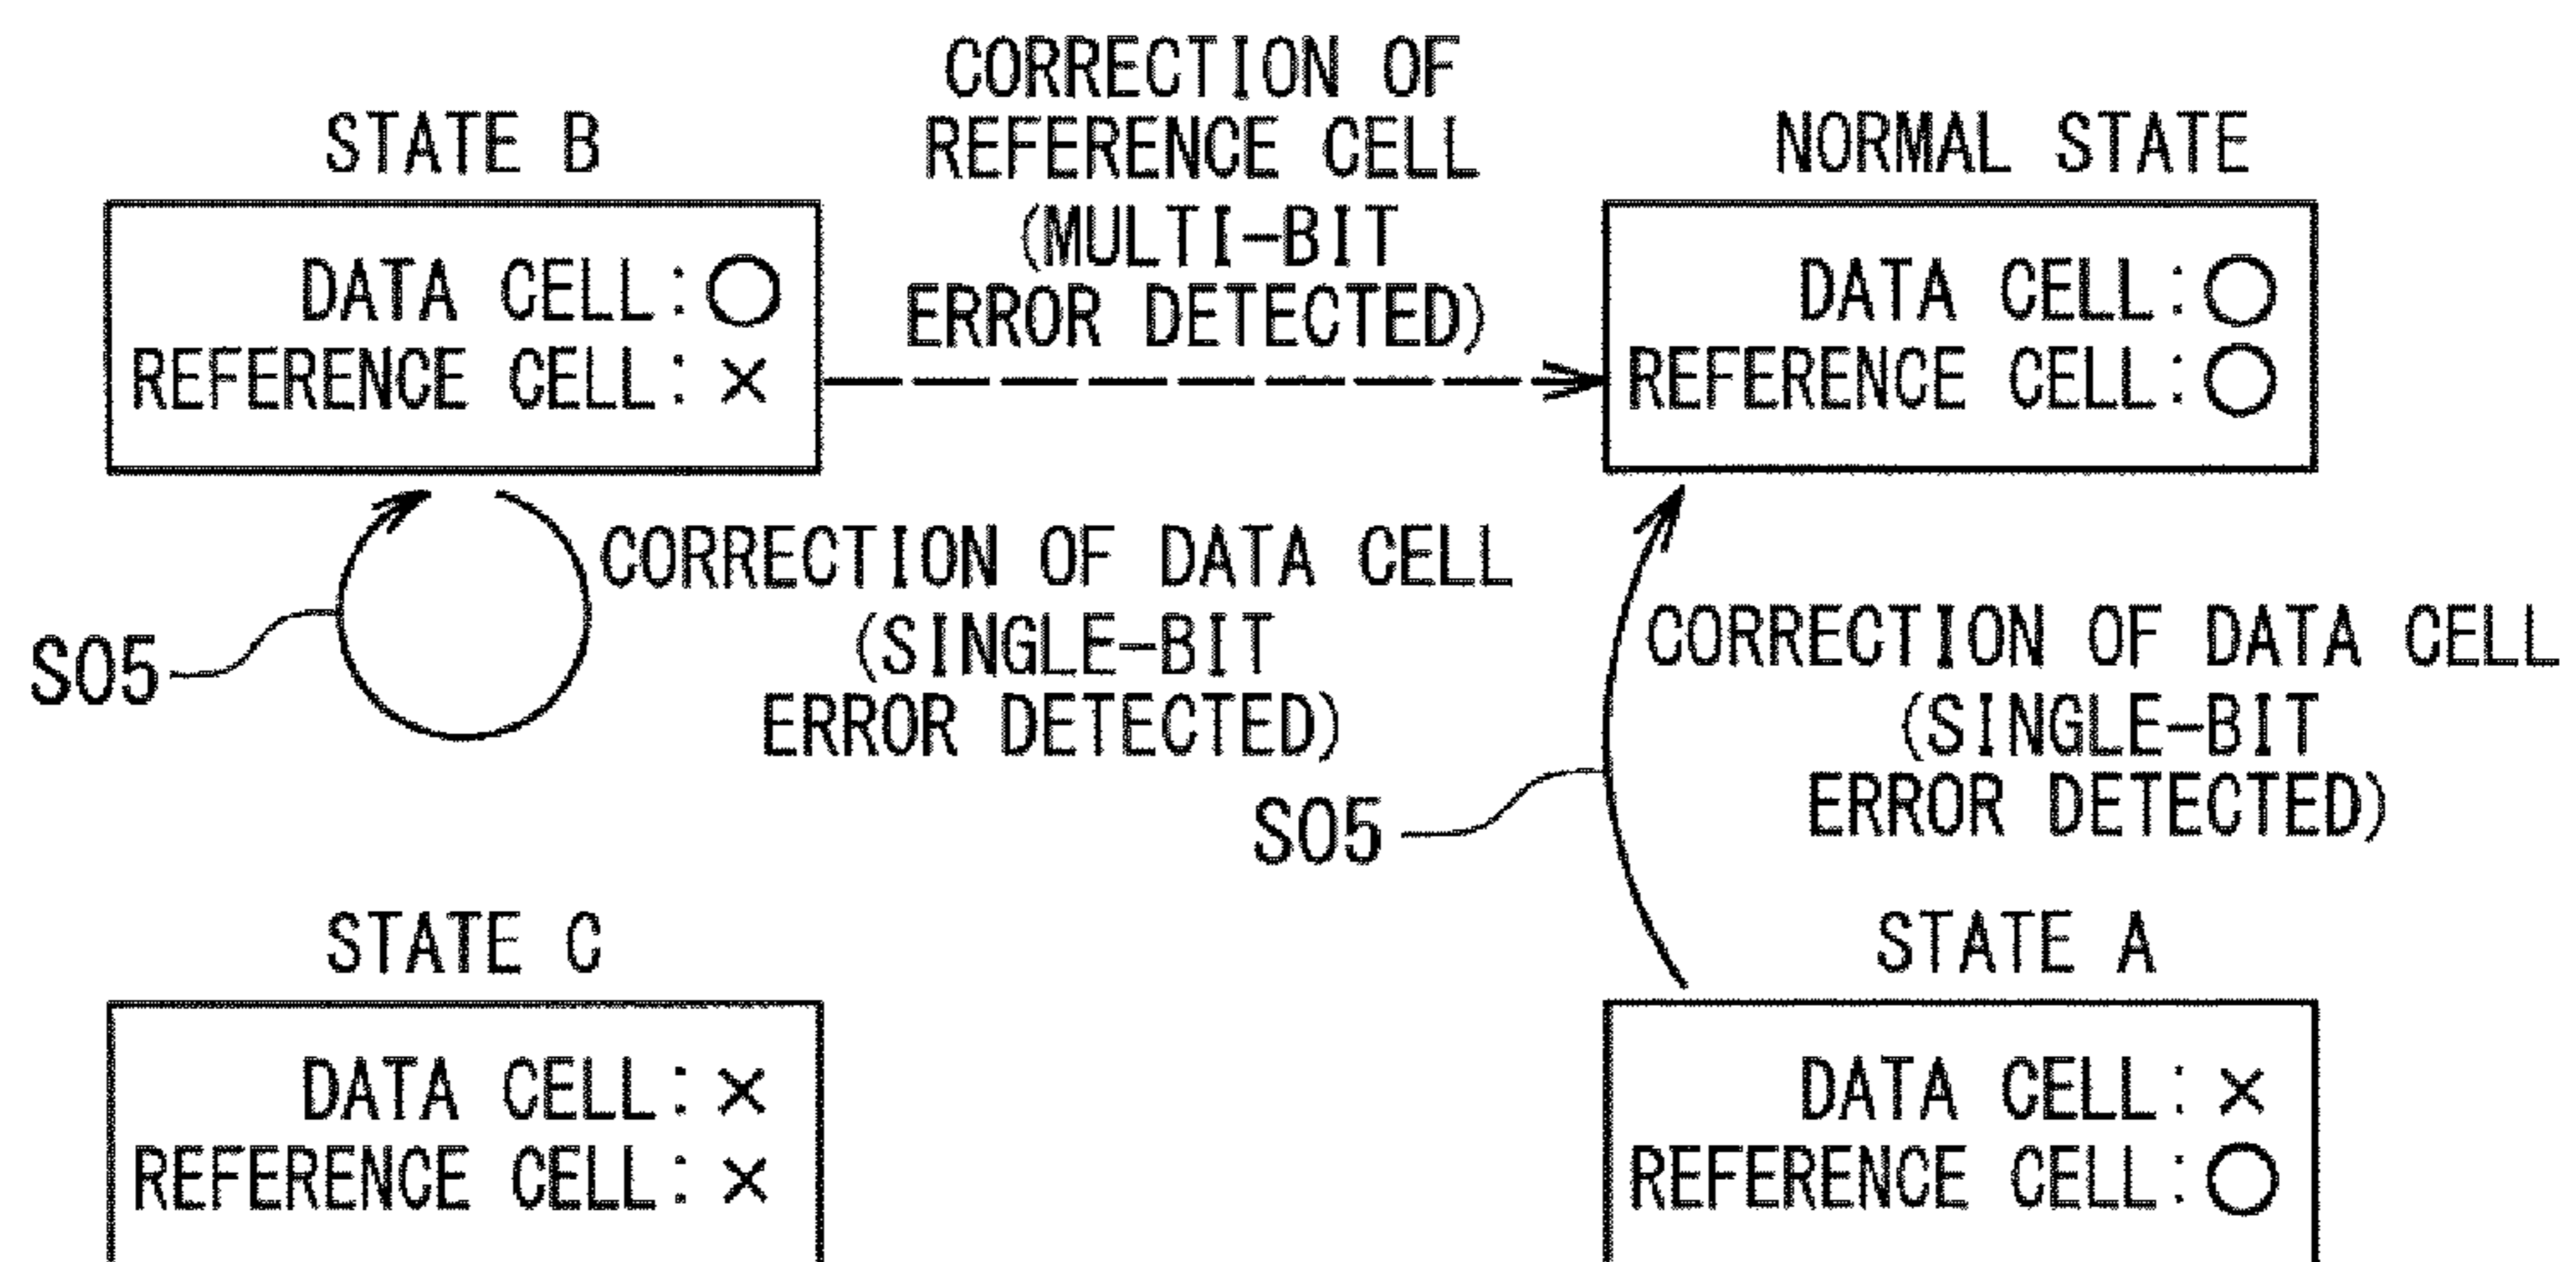 STATE B
DATA CELL:○
REFERENCE CELL:×
CORRECTION OF
REFERENCE CELL
(MULTI-BIT
ERROR DETECTED)
NORMAL STATE
DATA CELL:○
REFERENCE CELL:○
S05
CORRECTION OF DATA CELL
(SINGLE-BIT
ERROR DETECTED)
S05
CORRECTION OF DATA CELL
(SINGLE-BIT
ERROR DETECTED)
STATE C
DATA CELL:×
REFERENCE CELL:×
STATE A
DATA CELL:×
REFERENCE CELL:○